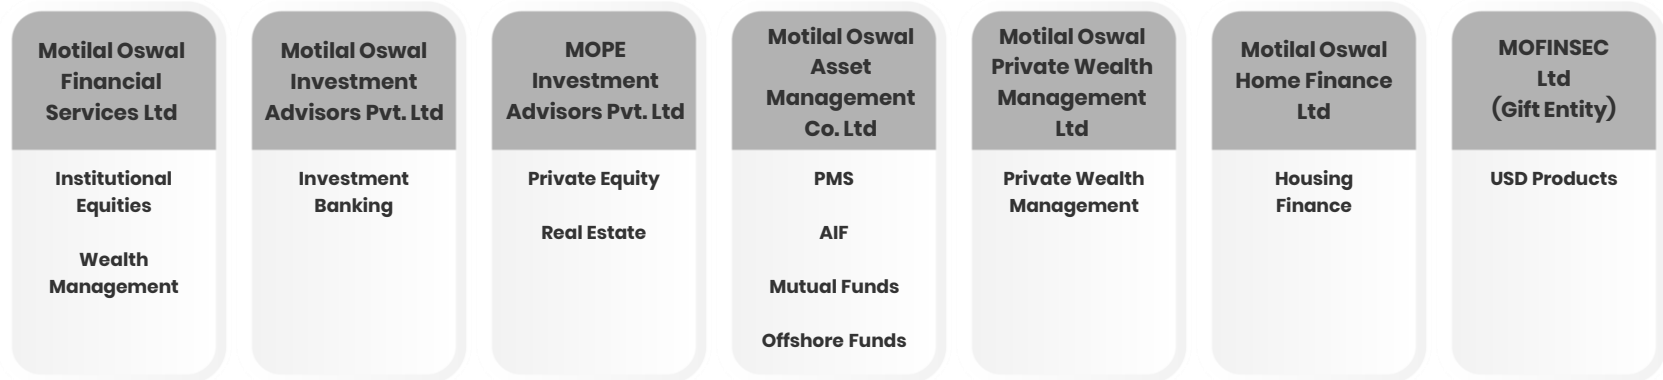 Motilal Oswal
Financial
Services Ltd
Institutional
Equities
Wealth
Management
Motilal Oswal
Investment
Advisors Pvt. Ltd
Investment
Banking
MOPE
Investment
Advisors Pvt. Ltd
Private Equity
Real Estate
Motilal Oswal
Asset
Management
Co. Ltd
PMS
AIF
Mutual Funds
Offshore Funds
Motilal Oswal
Private Wealth
Management
Ltd
Private Wealth
Management
Motilal Oswal
Home Finance
Ltd
Housing
Finance
MOFINSEC
Ltd
(Gift Entity)
USD Products